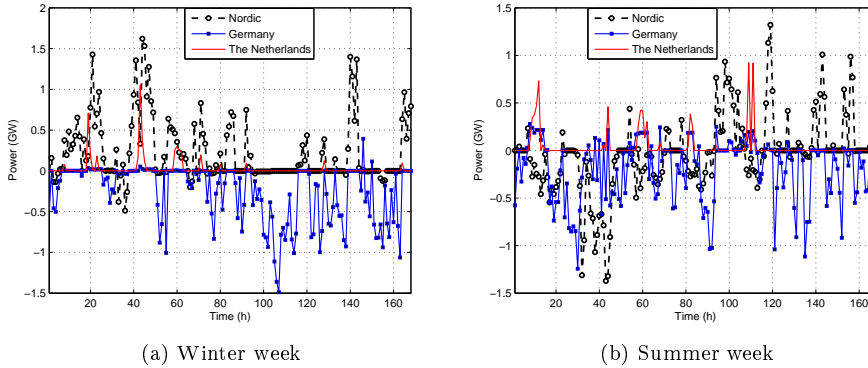 2
1.5
1
0.5
0
−0.5
−1
−1.5
Power (GW)
20 40 60 80 100 120 140 160
Time (h)
Nordic
Germany
The Netherlands
(a) Winter week
1.5
1
0.5
0
−0.5
−1
−1.5
Power (GW)
20 40 60 80 100 120 140 160
Time (h)
Nordic
Germany
The Netherlands
(b) Summer week